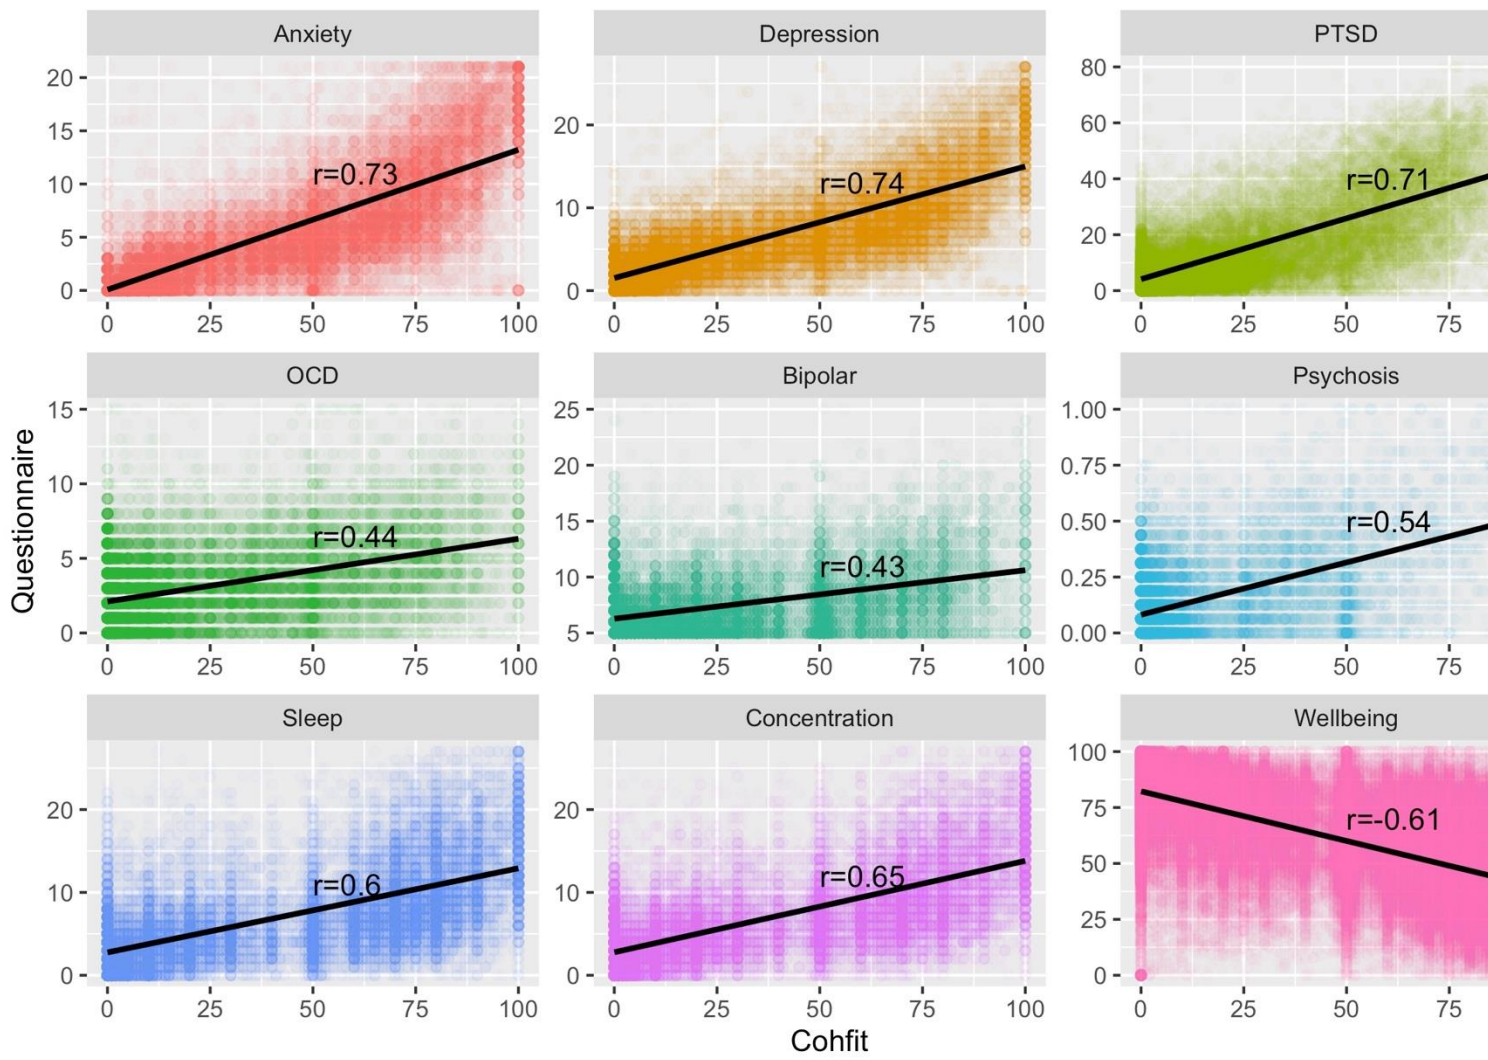 Anxiety
20
15
10
5
0
r=0.73
0 25 50 75 100
Depression
20
10
0
r=0.74
0 25 50 75 100
PTSD
80
60
40
20
0
r=0.71
0 25 50 75
OCD
15
10
5
0
r=0.44
0 25 50 75 100
Bipolar
25
20
15
10
5
r=0.43
0 25 50 75 100
Psychosis
1.00
0.75
0.50
0.25
0.00
r=0.54
0 25 50 75
Questionnaire
Sleep
20
10
0
r=0.6
0 25 50 75 100
Concentration
20
10
0
r=0.65
0 25 50 75 100
Wellbeing
100
75
50
25
0
r=-0.61
0 25 50 75
Cohfit